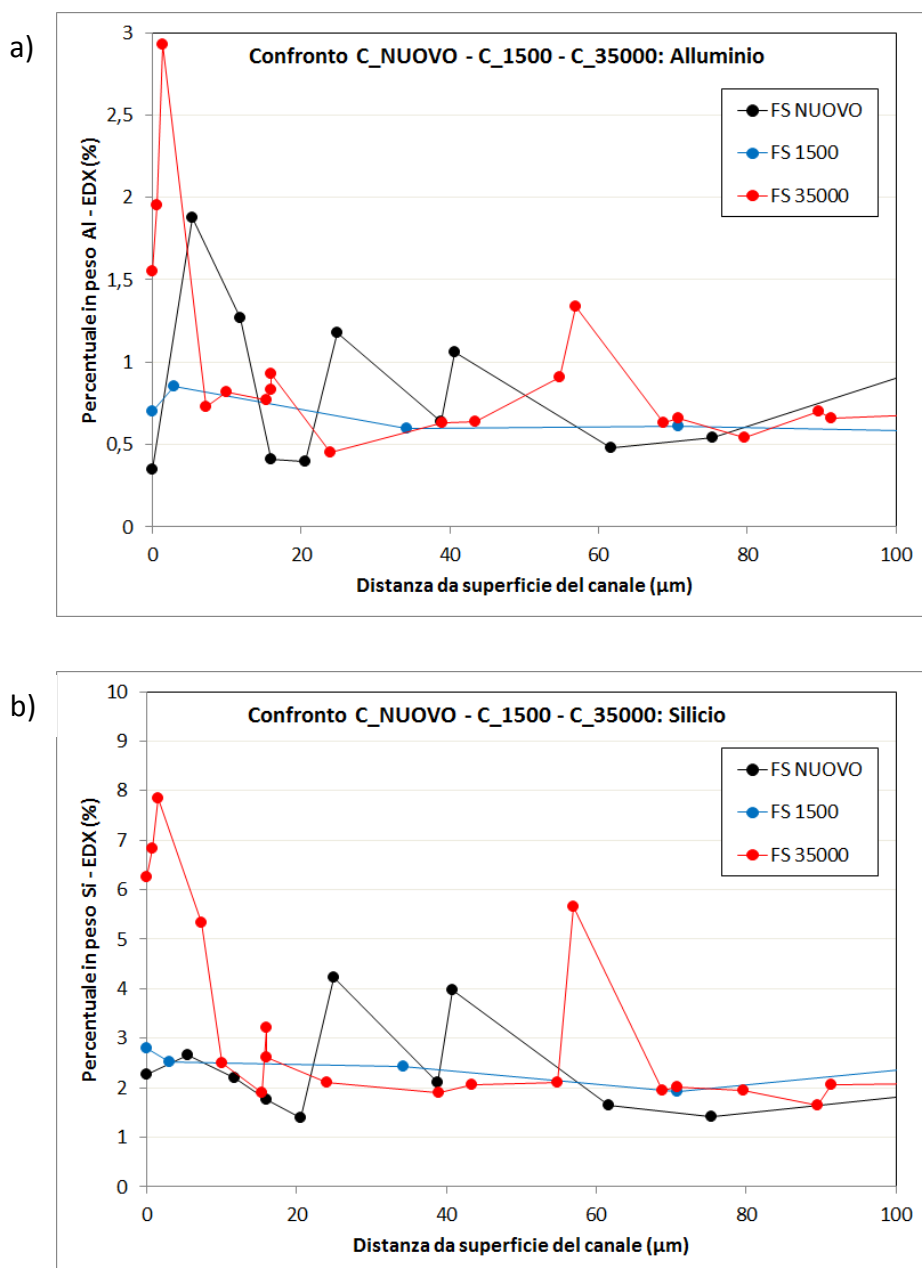 a)
Confronto C_NUOVO - C_1500 - C_35000: Alluminio
3
2,5
2
1,5
1
0,5
0
Percentuale in peso Al - EDX (%)
FS NUOVO
FS 1500
FS 35000
0 20 40 60 80 100
Distanza da superficie del canale (µm)
b)
Confronto C_NUOVO - C_1500 - C_35000: Silicio
10
9
8
7
6
5
4
3
2
1
0
Percentuale in peso Si - EDX (%)
FS NUOVO
FS 1500
FS 35000
0 20 40 60 80 100
Distanza da superficie del canale (µm)